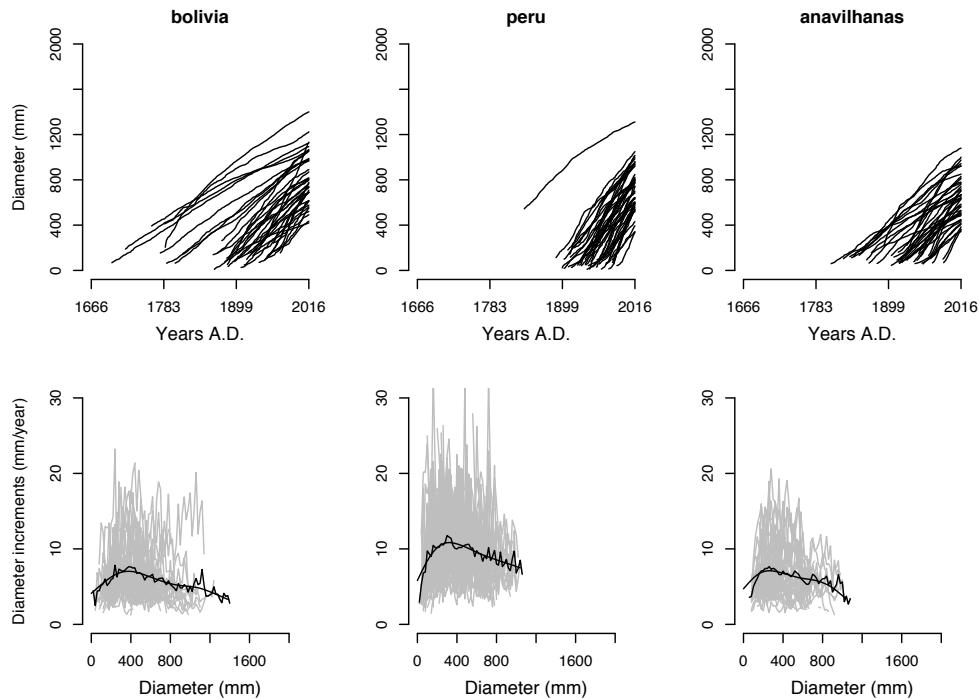 bolivia
peru
anavilhanas
Diameter (mm)
0 400 800 1200 2000
1666 1783 1899 2016
Years A.D.
0 400 800 1200 2000
1666 1783 1899 2016
Years A.D.
0 400 800 1200 2000
1666 1783 1899 2016
Years A.D.
Diameter increments (mm/year)
0 10 20 30
0 400 800 1600
Diameter (mm)
0 10 20 30
0 400 800 1600
Diameter (mm)
0 10 20 30
0 400 800 1600
Diameter (mm)